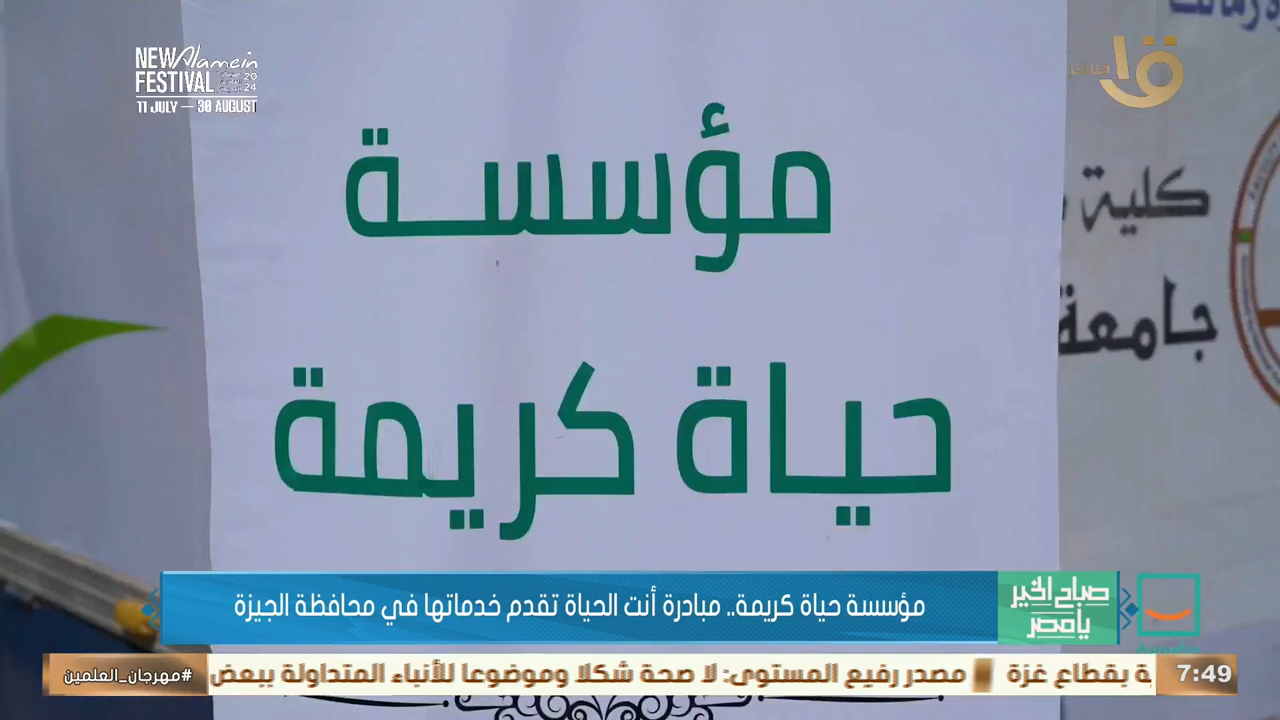 NEW Alamein
FESTIVAL 20 24
11 JULY — 30 AUGUST
مؤسسة
حياة كريمة
كلية
جامعة
مؤسسة حياة كريمة.. مبادرة أنت الحياة تقدم خدماتها في محافظة الجيزة
صباح الخير
يا مصر
7:49
ة بقطاع غزة
مصدر رفيع المستوى: لا صحة شكلا وموضوعا للأنباء المتداولة ببعض
#مهرجان_العلمين